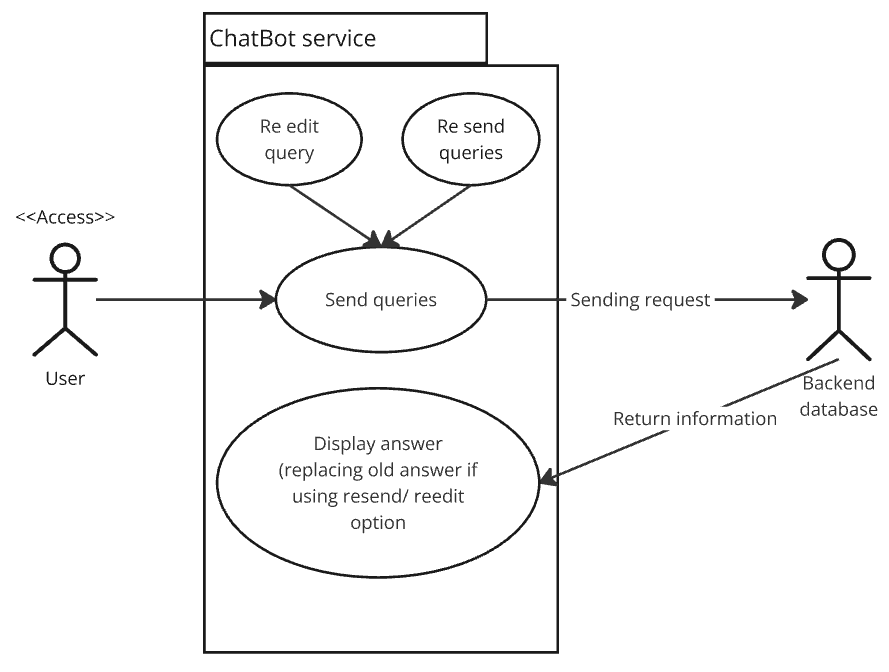 ChatBot service
Re edit
query
Re send
queries
<<Access>>
User
Send queries
Sending request
Backend
database
Return information
Display answer
(replacing old answer if
using resend/ reedit
option